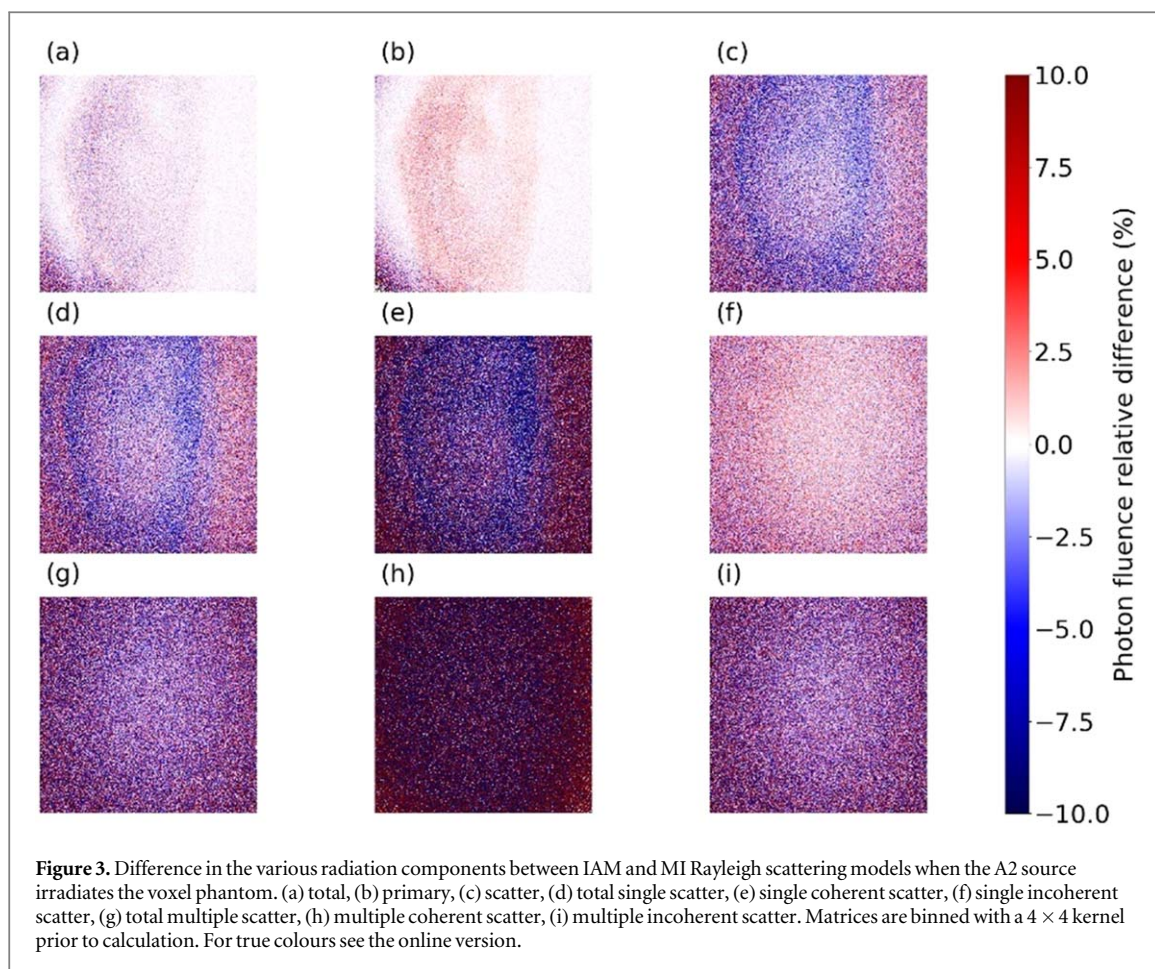 (a)
(b)
(c)
(d)
(e)
(f)
(g)
(h)
(i)
10.0
7.5
5.0
2.5
0.0
−2.5
−5.0
−7.5
−10.0
Photon fluence relative difference (%)
Figure 3. Difference in the various radiation components between IAM and MI Rayleigh scattering models when the A2 source
irradiates the voxel phantom. (a) total, (b) primary, (c) scatter, (d) total single scatter, (e) single coherent scatter, (f) single incoherent
scatter, (g) total multiple scatter, (h) multiple coherent scatter, (i) multiple incoherent scatter. Matrices are binned with a 4 × 4 kernel
prior to calculation. For true colours see the online version.